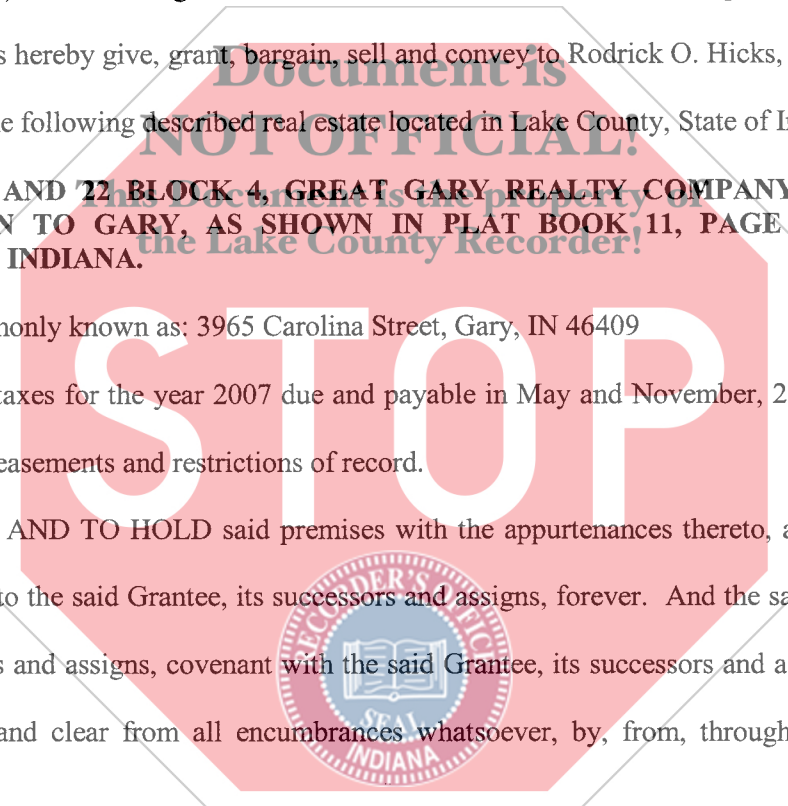 s hereby give, grant, bargain, sell and convey to Rodrick O. Hicks,
Document is
e following described real estate located in Lake County, State of I
NOT OFFICIAL!
AND 22 BLOCK 4, GREAT GARY REALTY COMPANY
This Document is the property of
N TO GARY, AS SHOWN IN PLAT BOOK 11, PAGE
the Lake County Recorder!
INDIANA.
monly known as: 3965 Carolina Street, Gary, IN 46409
STOP
taxes for the year 2007 due and payable in May and November, 2
easements and restrictions of record.
AND TO HOLD said premises with the appurtenances thereto, a
to the said Grantee, its successors and assigns, forever. And the sa
s and assigns, covenant with the said Grantee, its successors and a
and clear from all encumbrances whatsoever, by, from, through
RECORDER'S OFFICE
SEAL
INDIANA